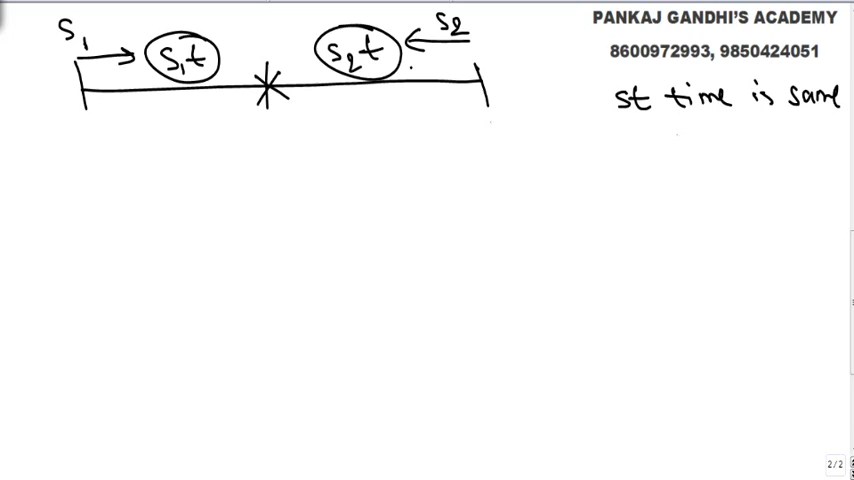 S1
S1t
S2t
S2
PANKAJ GANDHI'S ACADEMY
8600972993, 9850424051
st time is same
2/2